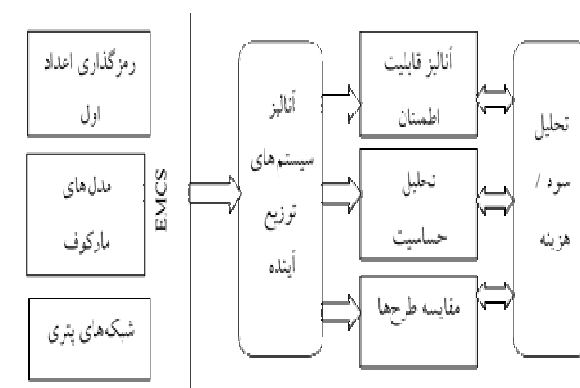 رمزگذاری اعداد
اول
مدل‌های
مارکوف
شبکه‌های پتری
EMCS
آنالیز
سیستم‌های
توزیع
آینده
آنالیز قابلیت
اطمینان
تحلیل
حساسیت
مقایسه طرح‌ها
تحلیل
سود /
هزینه